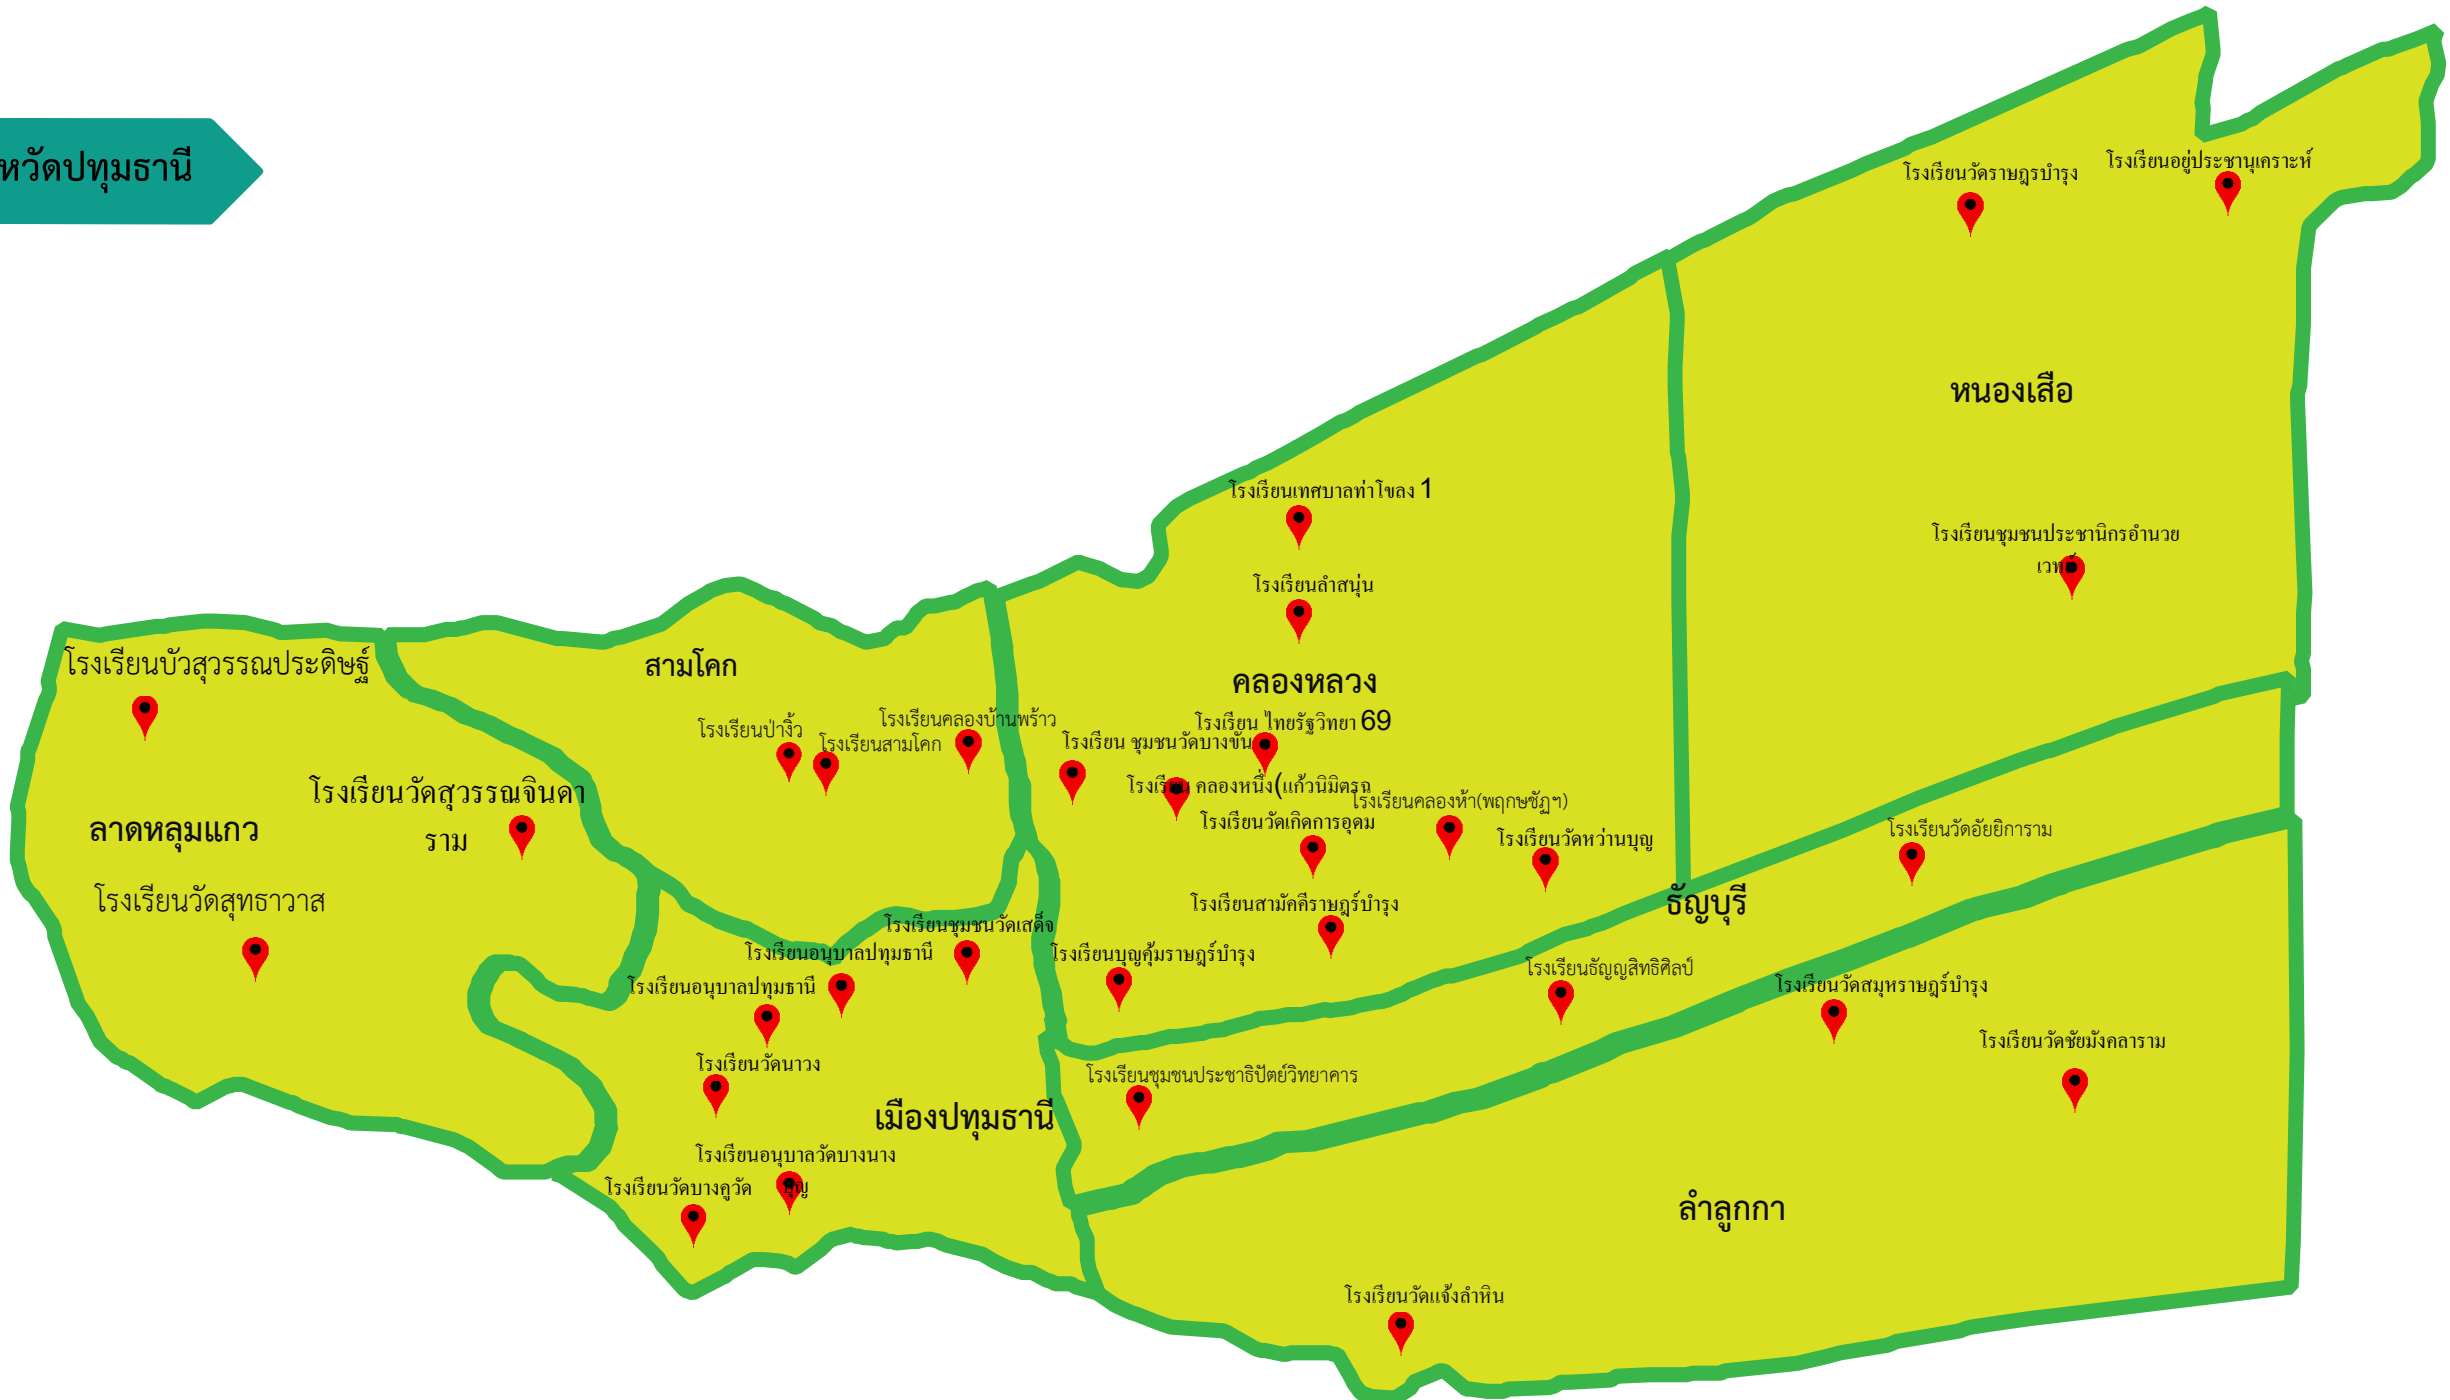 หวัดปทุมธานี
โรงเรียนวัดราษฎรบำรุง
โรงเรียนอยู่ประชานุเคราะห์
หนองเสือ
โรงเรียนเทศบาลท่าโขลง 1
โรงเรียนชุมชนประชานิกรอำนวย
เวทย์
โรงเรียนลำสนุ่น
โรงเรียนบัวสุวรรณประดิษฐ์
สามโคก
คลองหลวง
โรงเรียนป่างิ้ว
โรงเรียนคลองบ้านพร้าว
โรงเรียน ไทยรัฐวิทยา 69
โรงเรียนสามโคก
โรงเรียน ชุมชนวัดบางขัน
โรงเรียน คลองหนึ่ง(แก้วนิมิตรฉ
โรงเรียนวัดสุวรรณจินดา
ราม
โรงเรียนคลองห้า(พฤกษชัฏฯ)
ลาดหลุมแกว
โรงเรียนวัดเกิดการอุดม
โรงเรียนวัดหว่านบุญ
โรงเรียนวัดอัยยิการาม
โรงเรียนวัดสุทธาวาส
โรงเรียนสามัคคีราษฎร์บำรุง
ธัญบุรี
โรงเรียนชุมชนวัดเสด็จ
โรงเรียนอนุบาลปทุมธานี
โรงเรียนบุญคุ้มราษฎร์บำรุง
โรงเรียนธัญญสิทธิศิลป์
โรงเรียนอนุบาลปทุมธานี
โรงเรียนวัดสมุหราษฎร์บำรุง
โรงเรียนวัดชัยมังคลาราม
โรงเรียนวัดนาวง
โรงเรียนชุมชนประชาธิปัตย์วิทยาคาร
เมืองปทุมธานี
โรงเรียนอนุบาลวัดบางนาง
บุญ
โรงเรียนวัดบางคูวัด
ลำลูกกา
โรงเรียนวัดแจ้งลำหิน